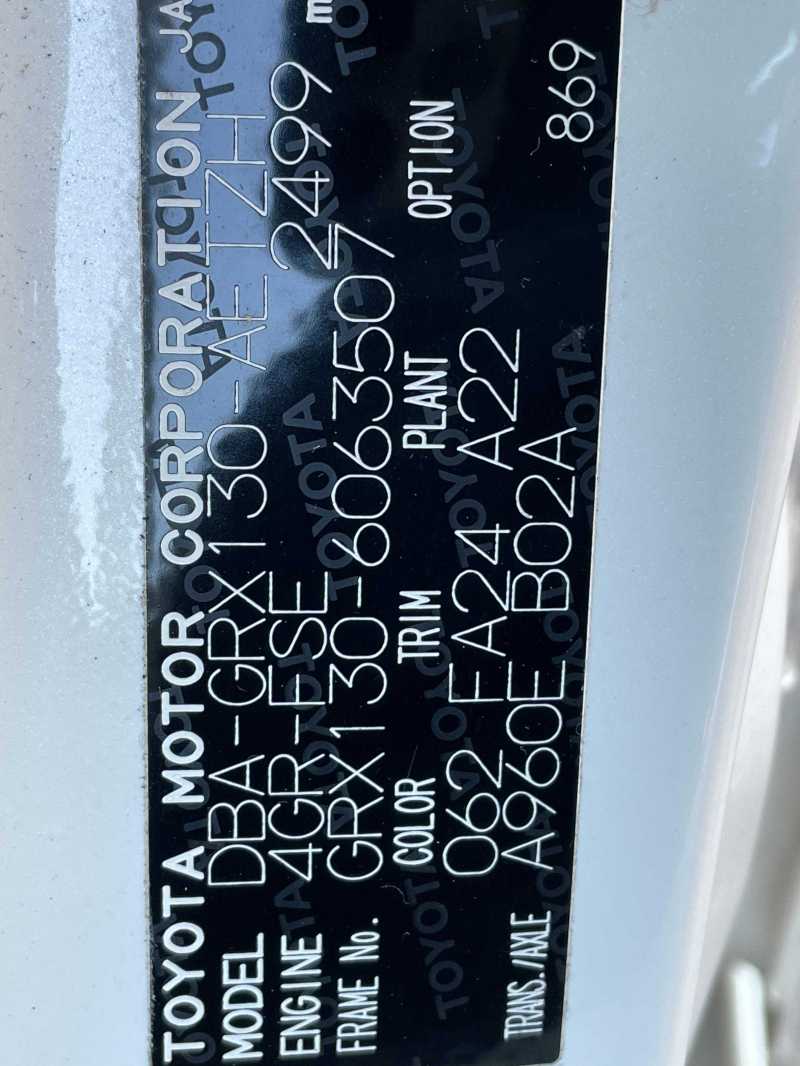 TOYOTA MOTOR CORPORATION JA
MODEL DBA-GRX130-AETZH
ENGINE 4GR-FSE 2499 m
FRAME No. GRX130-6063507
COLOR TRIM PLANT OPTION
062 FA24 A22
TRANS./AXLE A960E B02A 869